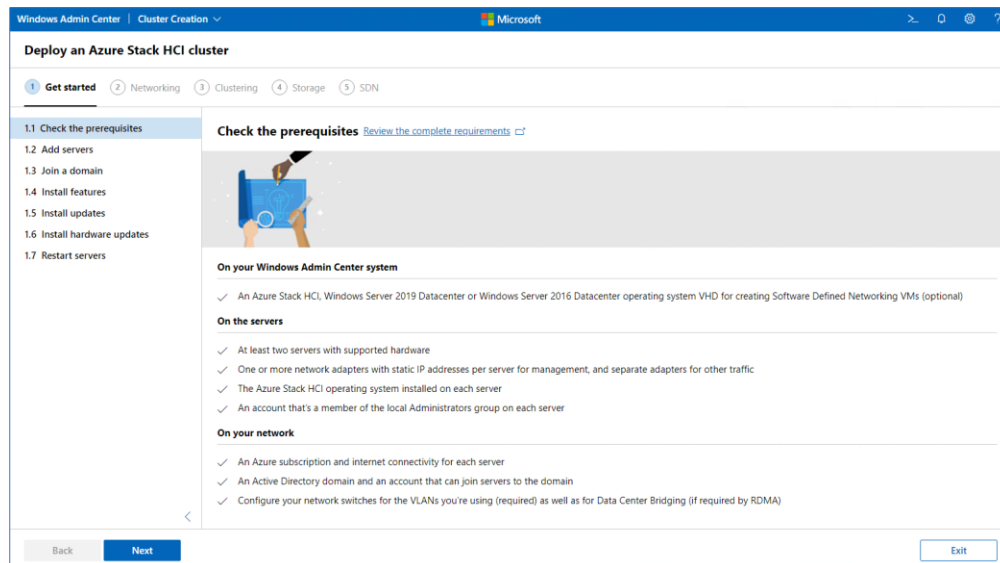 Windows Admin Center | Cluster Creation
Microsoft
Deploy an Azure Stack HCI cluster
1 Get started 2 Networking 3 Clustering 4 Storage 5 SDN
1.1 Check the prerequisites
1.2 Add servers
1.3 Join a domain
1.4 Install features
1.5 Install updates
1.6 Install hardware updates
1.7 Restart servers
Check the prerequisites Review the complete requirements
On your Windows Admin Center system
An Azure Stack HCI, Windows Server 2019 Datacenter or Windows Server 2016 Datacenter operating system VHD for creating Software Defined Networking VMs (optional)
On the servers
At least two servers with supported hardware
One or more network adapters with static IP addresses per server for management, and separate adapters for other traffic
The Azure Stack HCI operating system installed on each server
An account that's a member of the local Administrators group on each server
On your network
An Azure subscription and internet connectivity for each server
An Active Directory domain and an account that can join servers to the domain
Configure your network switches for the VLANs you're using (required) as well as for Data Center Bridging (if required by RDMA)
Back Next Exit